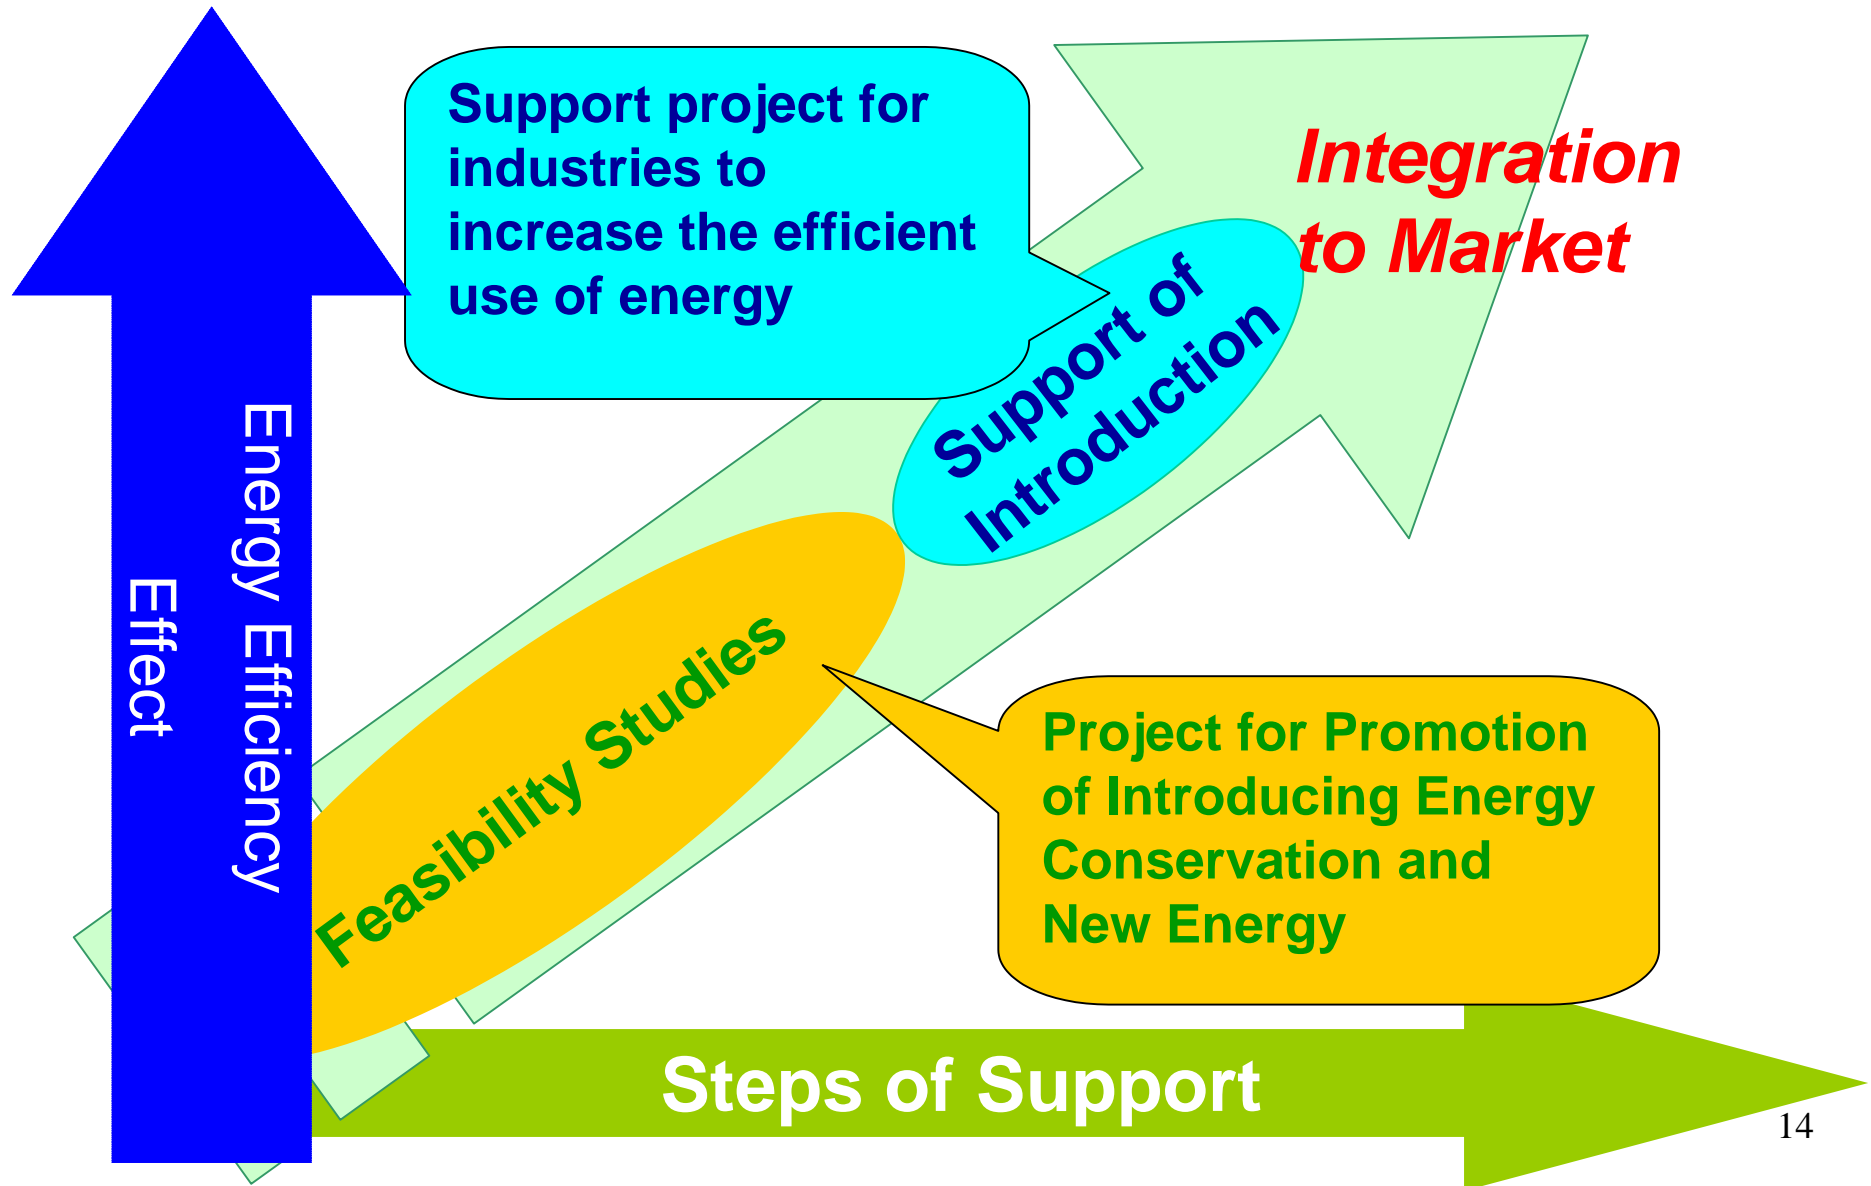 Support project for
industries to
increase the efficient
use of energy
Integration
to Market
Support of
Introduction
Energy Efficiency
Effect
Feasibility Studies
Project for Promotion
of Introducing Energy
Conservation and
New Energy
Steps of Support
14